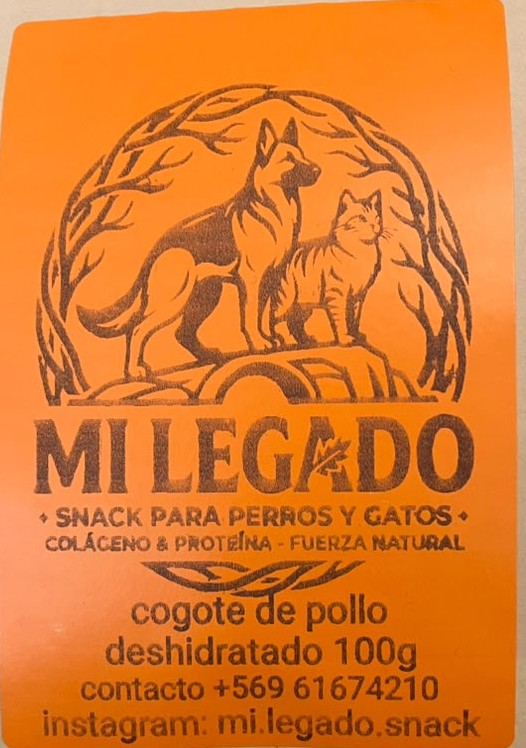 MI LEGADO
• SNACK PARA PERROS Y GATOS •
COLÁGENO & PROTEÍNA - FUERZA NATURAL
cogote de pollo
deshidratado 100g
contacto +569 61674210
instagram: mi.legado.snack